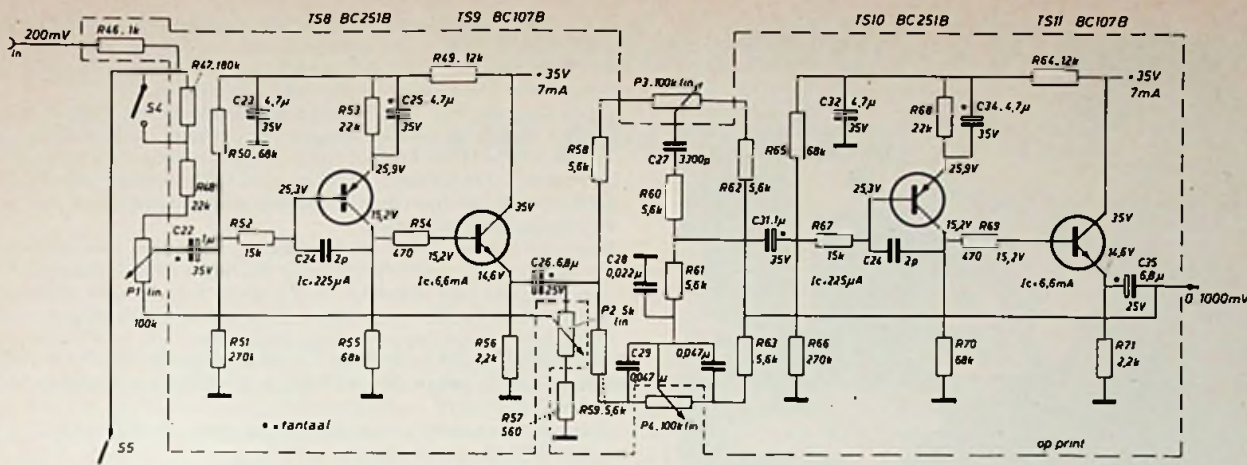 TS8 BC251B
TS9 BC107B
TS10 BC251B
TS11 BC107B
200mV
in
R46.1k
R47.180k
S4
R48
22k
C22
1µ
35V
P1 lin.
100k
S5
R50.68k
C23
4,7µ
35V
R53
22k
C25 4,7µ
35V
R49.12k
+35V
7mA
25,9V
25,3V
15,2V
R52
15k
C24
2p
R54
470
15,2V
35V
14,6V
Ic=225µA
Ic=6,6mA
R51
270k
R55
68k
R56
2,2k
C26.6,8µ
25V
P2.5k
lin
R57
560
• = tantaal
P3.100k lin
R58
5,6k
C27
3300p
R60
5,6k
R62
5,6k
C28
0,022µ
R61
5,6k
C29
0,047µ
0,047µ
R59.5,6k
P4.100k lin
R63
5,6k
C31.1µ
35V
R65
68k
C32
4,7µ
35V
R68
22k
C34.4,7µ
35V
R64.12k
+35V
7mA
25,9V
25,3V
15,2V
R67
15k
C24
2p
R69
470
15,2V
35V
14,6V
Ic=225µA
Ic=6,6mA
C35
6,8µ
25V
0 1000mV
R66
270k
R70
68k
R71
2,2k
op print